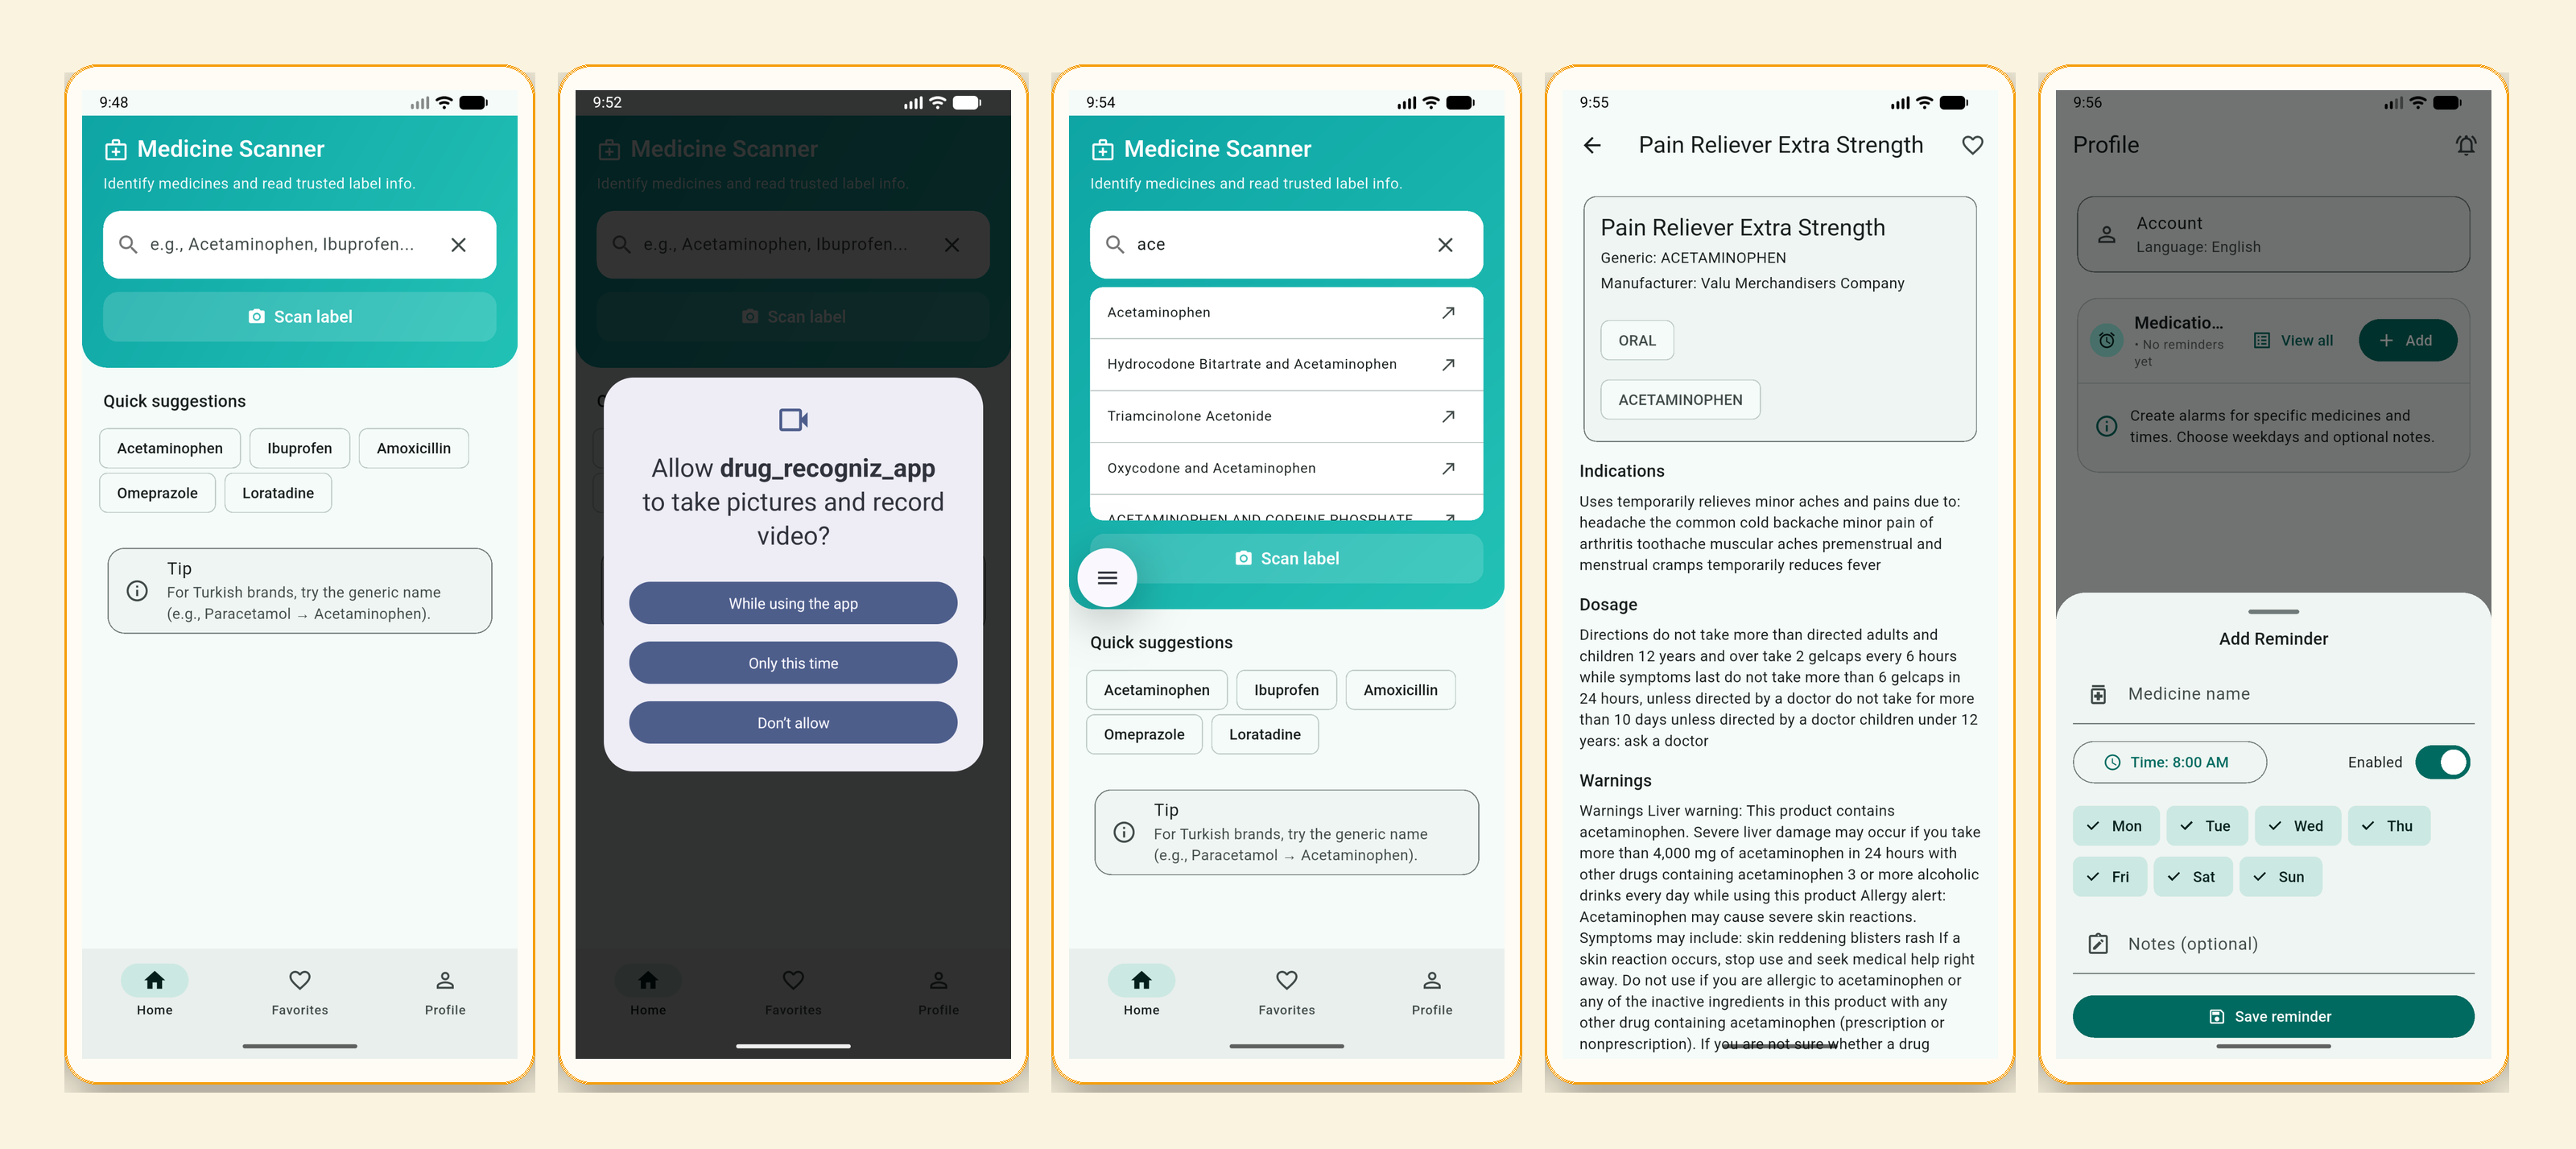 9:48
Medicine Scanner
Identify medicines and read trusted label info.
e.g., Acetaminophen, Ibuprofen...
Scan label
Quick suggestions
Acetaminophen
Ibuprofen
Amoxicillin
Omeprazole
Loratadine
Tip
For Turkish brands, try the generic name
(e.g., Paracetamol → Acetaminophen).
Home
Favorites
Profile
9:52
Medicine Scanner
Identify medicines and read trusted label info.
e.g., Acetaminophen, Ibuprofen...
Scan label
Allow drug_recogniz_app
to take pictures and record
video?
While using the app
Only this time
Don't allow
Home
Favorites
Profile
9:54
Medicine Scanner
Identify medicines and read trusted label info.
ace
Acetaminophen
Hydrocodone Bitartrate and Acetaminophen
Triamcinolone Acetonide
Oxycodone and Acetaminophen
ACETAMINOPHEN AND CODEINE PHOSPHATE
Scan label
Quick suggestions
Acetaminophen
Ibuprofen
Amoxicillin
Omeprazole
Loratadine
Tip
For Turkish brands, try the generic name
(e.g., Paracetamol → Acetaminophen).
Home
Favorites
Profile
9:55
Pain Reliever Extra Strength
Pain Reliever Extra Strength
Generic: ACETAMINOPHEN
Manufacturer: Valu Merchandisers Company
ORAL
ACETAMINOPHEN
Indications
Uses temporarily relieves minor aches and pains due to:
headache the common cold backache minor pain of
arthritis toothache muscular aches premenstrual and
menstrual cramps temporarily reduces fever
Dosage
Directions do not take more than directed adults and
children 12 years and over take 2 gelcaps every 6 hours
while symptoms last do not take more than 6 gelcaps in
24 hours, unless directed by a doctor do not take for more
than 10 days unless directed by a doctor children under 12
years: ask a doctor
Warnings
Warnings Liver warning: This product contains
acetaminophen. Severe liver damage may occur if you take
more than 4,000 mg of acetaminophen in 24 hours with
other drugs containing acetaminophen 3 or more alcoholic
drinks every day while using this product Allergy alert:
Acetaminophen may cause severe skin reactions.
Symptoms may include: skin reddening blisters rash If a
skin reaction occurs, stop use and seek medical help right
away. Do not use if you are allergic to acetaminophen or
any of the inactive ingredients in this product with any
other drug containing acetaminophen (prescription or
nonprescription). If you are not sure whether a drug
9:56
Profile
Account
Language: English
Medicatio...
• No reminders
yet
View all
Add
Create alarms for specific medicines and
times. Choose weekdays and optional notes.
Add Reminder
Medicine name
Time: 8:00 AM
Enabled
Mon
Tue
Wed
Thu
Fri
Sat
Sun
Notes (optional)
Save reminder